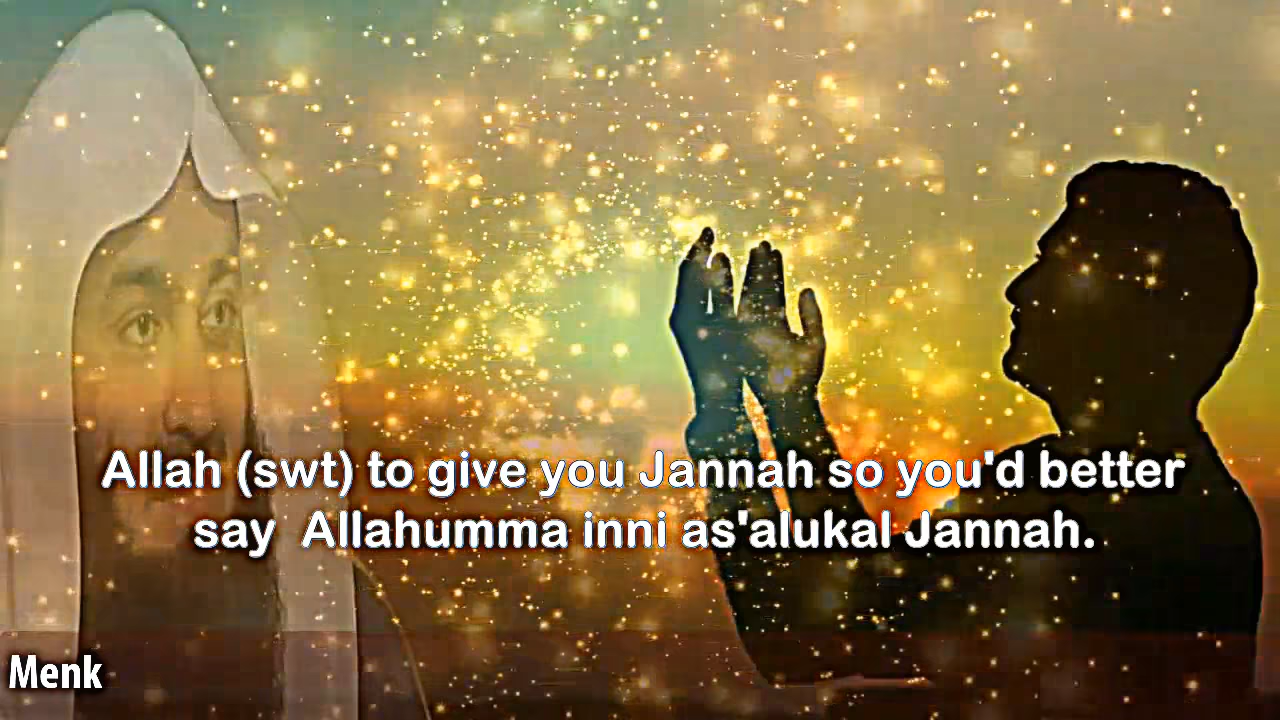 Allah (swt) to give you Jannah so you'd better
say  Allahumma inni as'alukal Jannah.
Menk